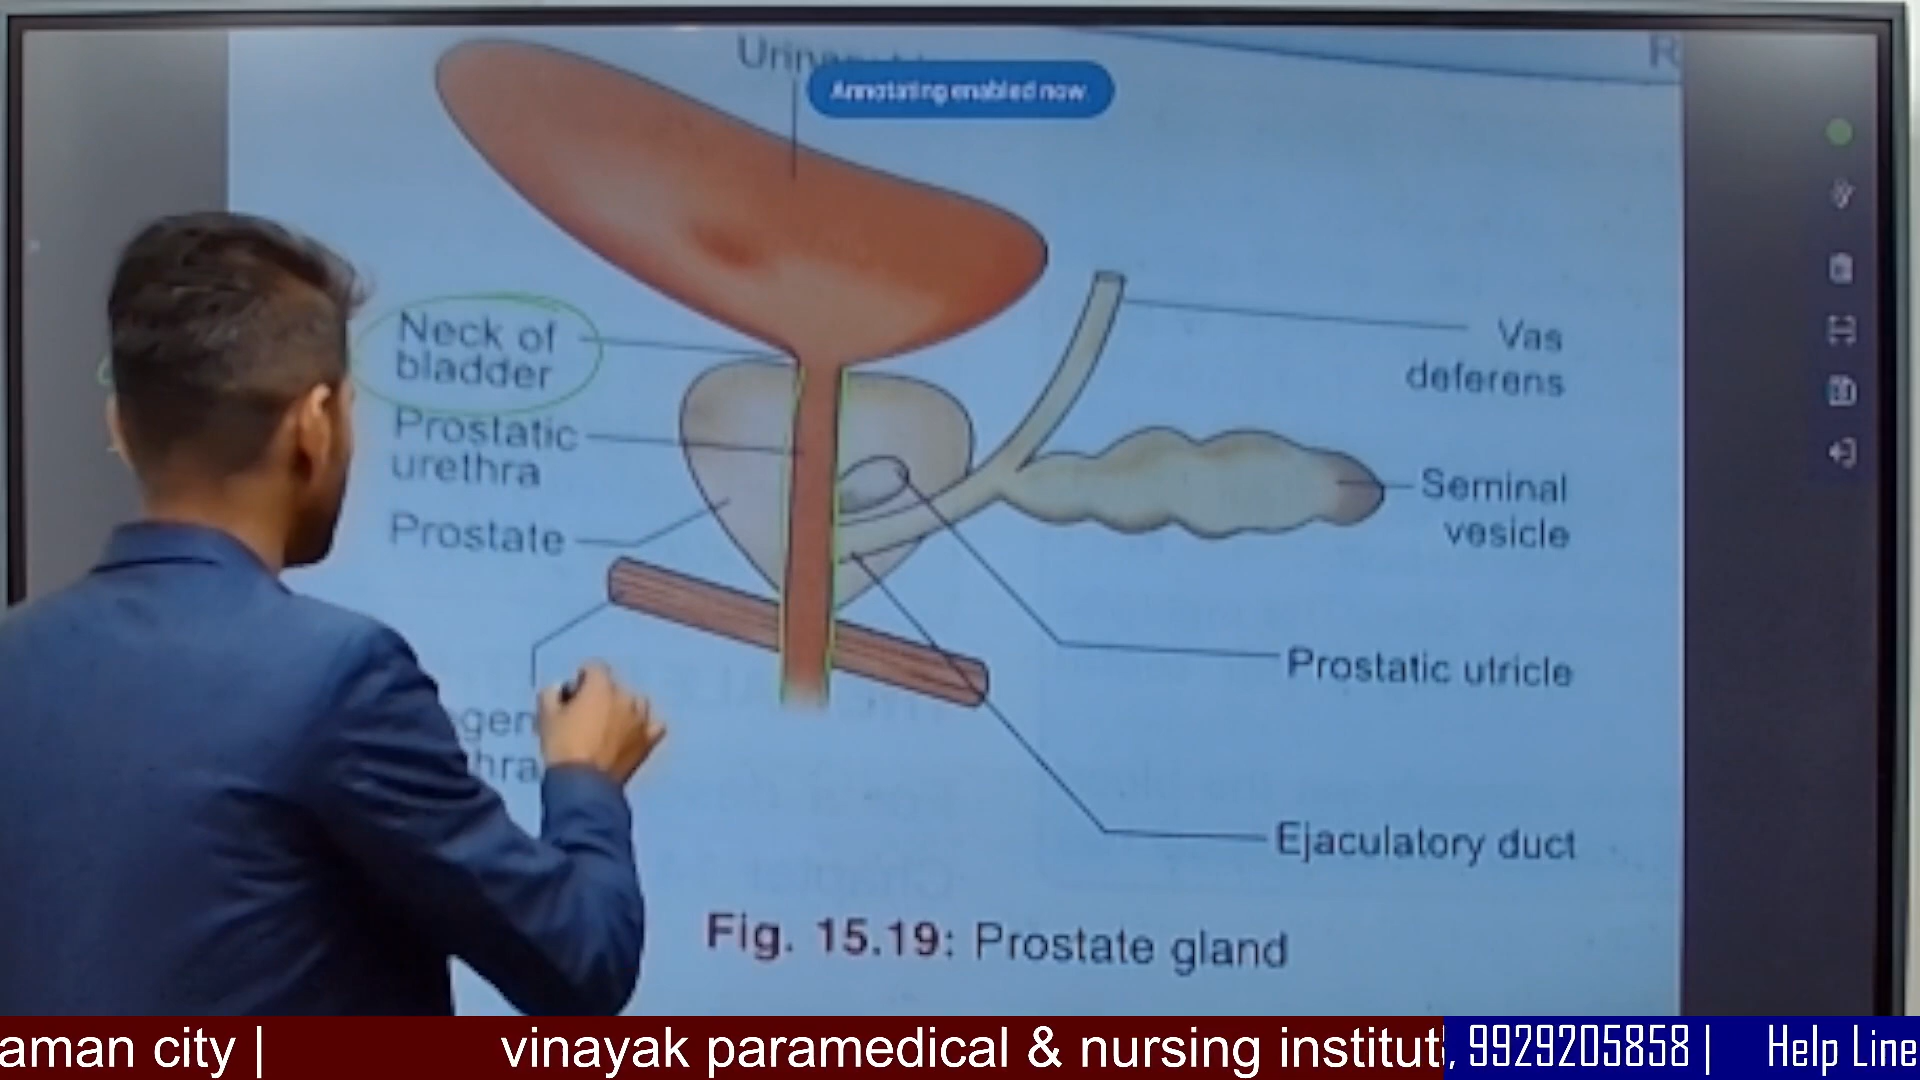 Annotating enabled now
R
Neck of
bladder
Prostatic
urethra
Prostate
Vas
deferens
Seminal
vesicle
Prostatic utricle
Ejaculatory duct
Fig. 15.19: Prostate gland
aman city | vinayak paramedical & nursing institut , 9929205858 | Help Line